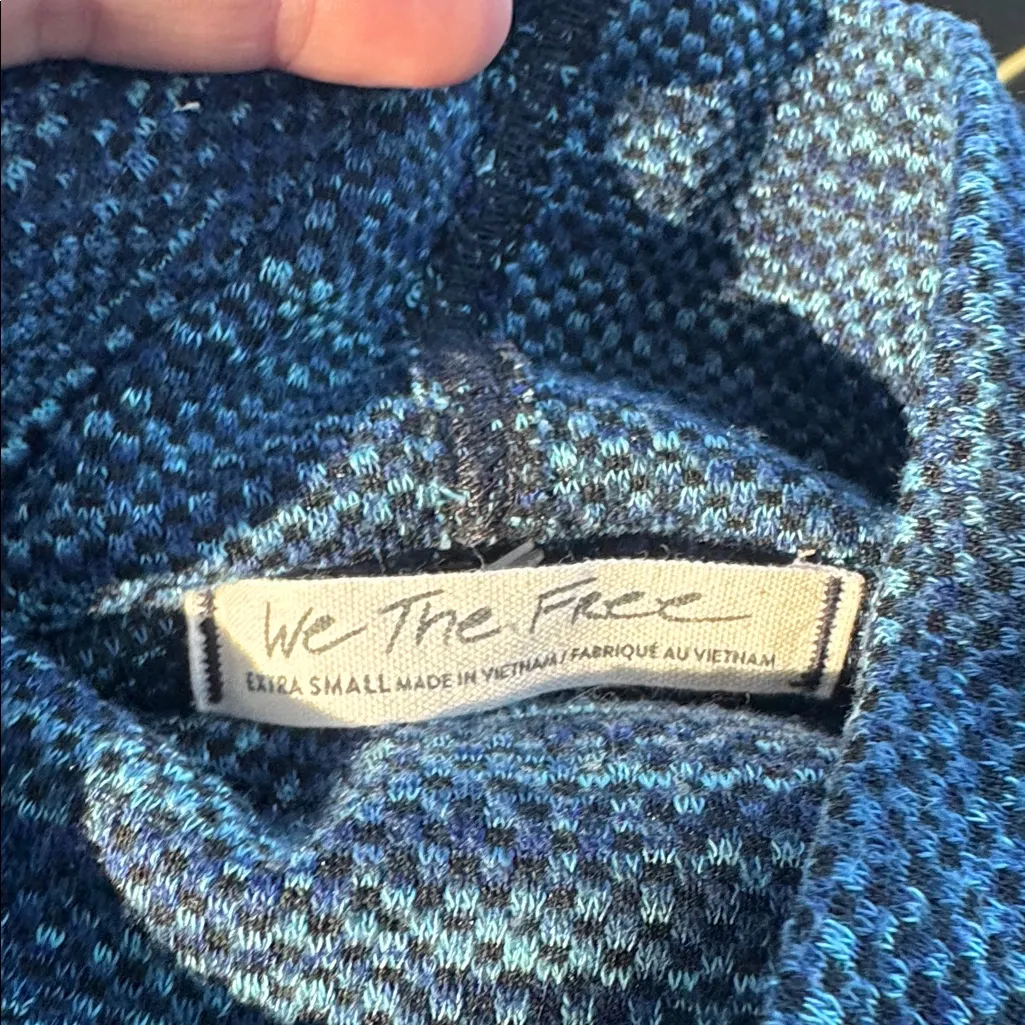 We The Free
EXTRA SMALL MADE IN VIETNAM / FABRIQUÉ AU VIETNAM